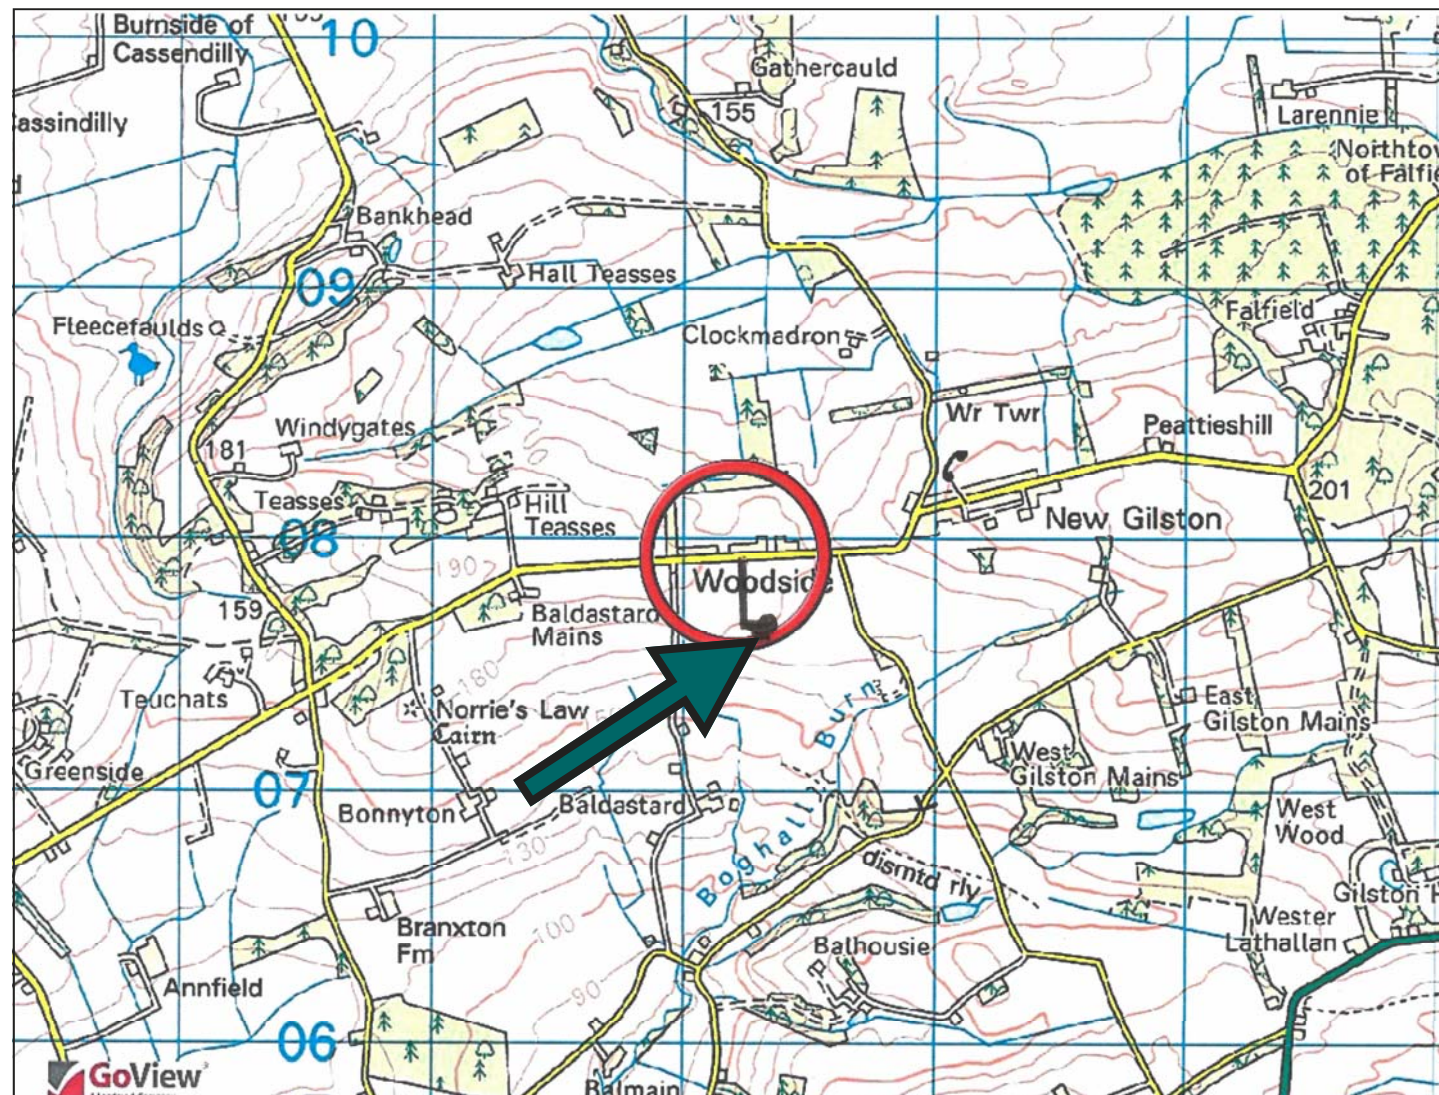 Burnside of
Cassendilly
10
Gathercauld
155
Larennie
assindilly
Bankhead
Hall Teasses
09
Fleecefaulds
Clockmadron
Falfield
Windygates
181
Wr Twr
Peattieshill
201
Teasses
Hill
Teasses
08
New Gilston
190
Woodside
159
Baldastard
Mains
180
Teuchats
Norrie's Law
Cairn
East
Gilston Mains
West
Gilston Mains
Greenside
07
Bonnyton
Baldastard
Boghall Burn
130
West
Wood
dismtd rly
Gilston H
Branxton
Fm
100
Balhousie
Wester
Lathallan
Annfield
90
06
Balmain
GoView